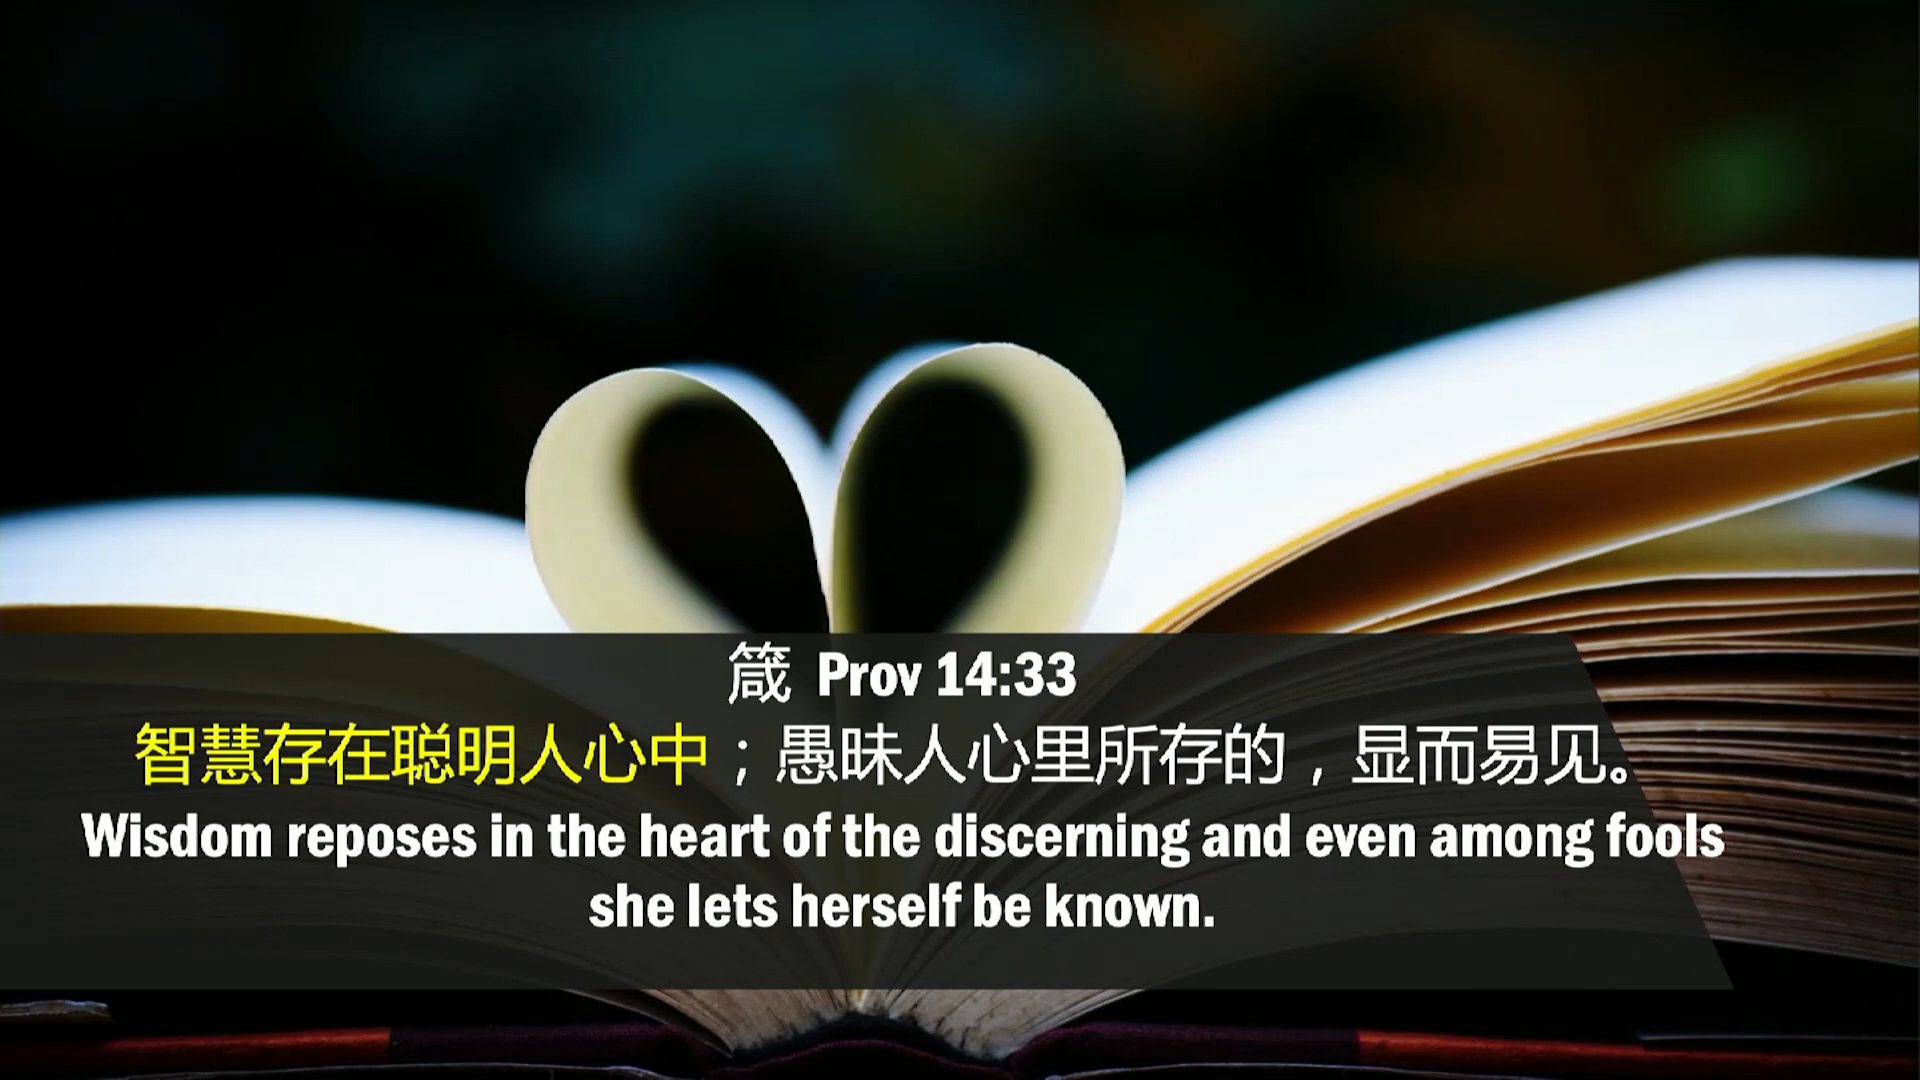 箴 Prov 14:33
智慧存在聪明人心中；愚昧人心里所存的，显而易见。
Wisdom reposes in the heart of the discerning and even among fools
she lets herself be known.